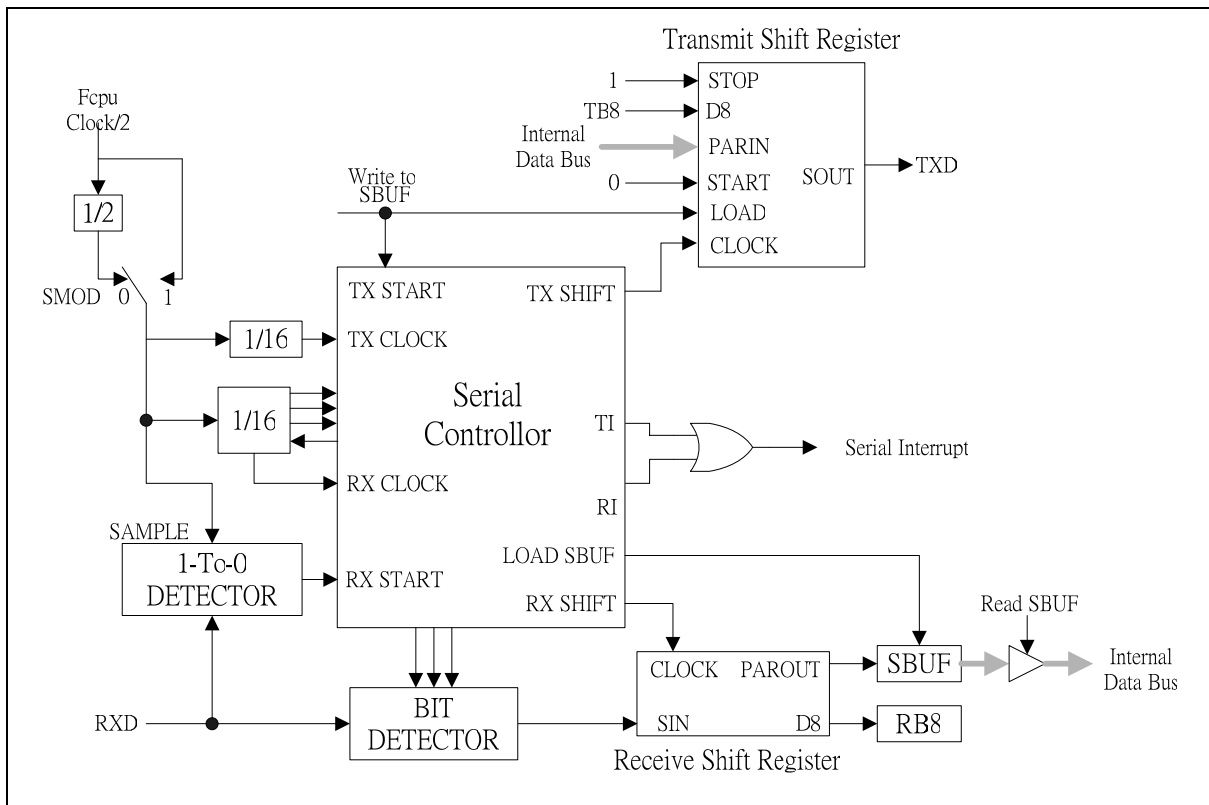 Transmit Shift Register
1
STOP
TB8
D8
Internal
Data Bus
PARIN
SOUT
TXD
0
START
LOAD
CLOCK
Fcpu
Clock/2
1/2
SMOD
0
1
Write to
SBUF
TX START
TX SHIFT
1/16
TX CLOCK
1/16
Serial
Controllor
TI
Serial Interrupt
RX CLOCK
RI
SAMPLE
1-To-0
DETECTOR
RX START
LOAD SBUF
RX SHIFT
Read SBUF
CLOCK
PAROUT
SBUF
Internal
Data Bus
RXD
BIT
DETECTOR
SIN
D8
RB8
Receive Shift Register